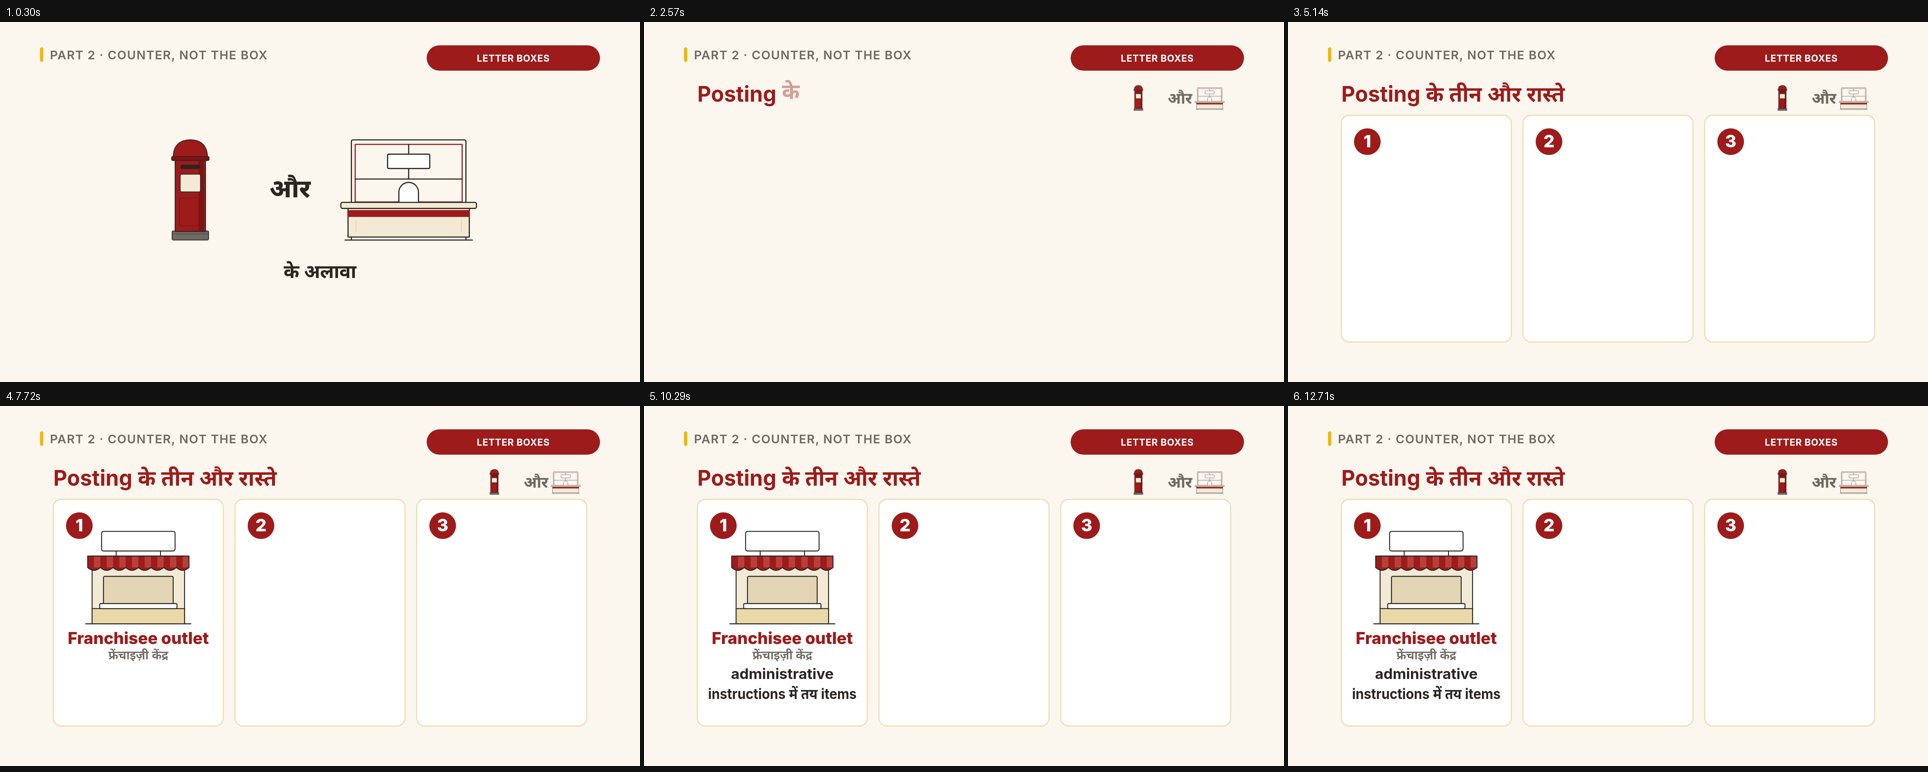 1. 0.30s
PART 2 · COUNTER, NOT THE BOX
LETTER BOXES
और
के अलावा
2. 2.57s
PART 2 · COUNTER, NOT THE BOX
LETTER BOXES
Posting के
और
3. 5.14s
PART 2 · COUNTER, NOT THE BOX
LETTER BOXES
Posting के तीन और रास्ते
और
1
2
3
4. 7.72s
PART 2 · COUNTER, NOT THE BOX
LETTER BOXES
Posting के तीन और रास्ते
और
1
2
3
Franchisee outlet
फ्रेंचाइज़ी केंद्र
5. 10.29s
PART 2 · COUNTER, NOT THE BOX
LETTER BOXES
Posting के तीन और रास्ते
और
1
2
3
Franchisee outlet
फ्रेंचाइज़ी केंद्र
administrative
instructions में तय items
6. 12.71s
PART 2 · COUNTER, NOT THE BOX
LETTER BOXES
Posting के तीन और रास्ते
और
1
2
3
Franchisee outlet
फ्रेंचाइज़ी केंद्र
administrative
instructions में तय items